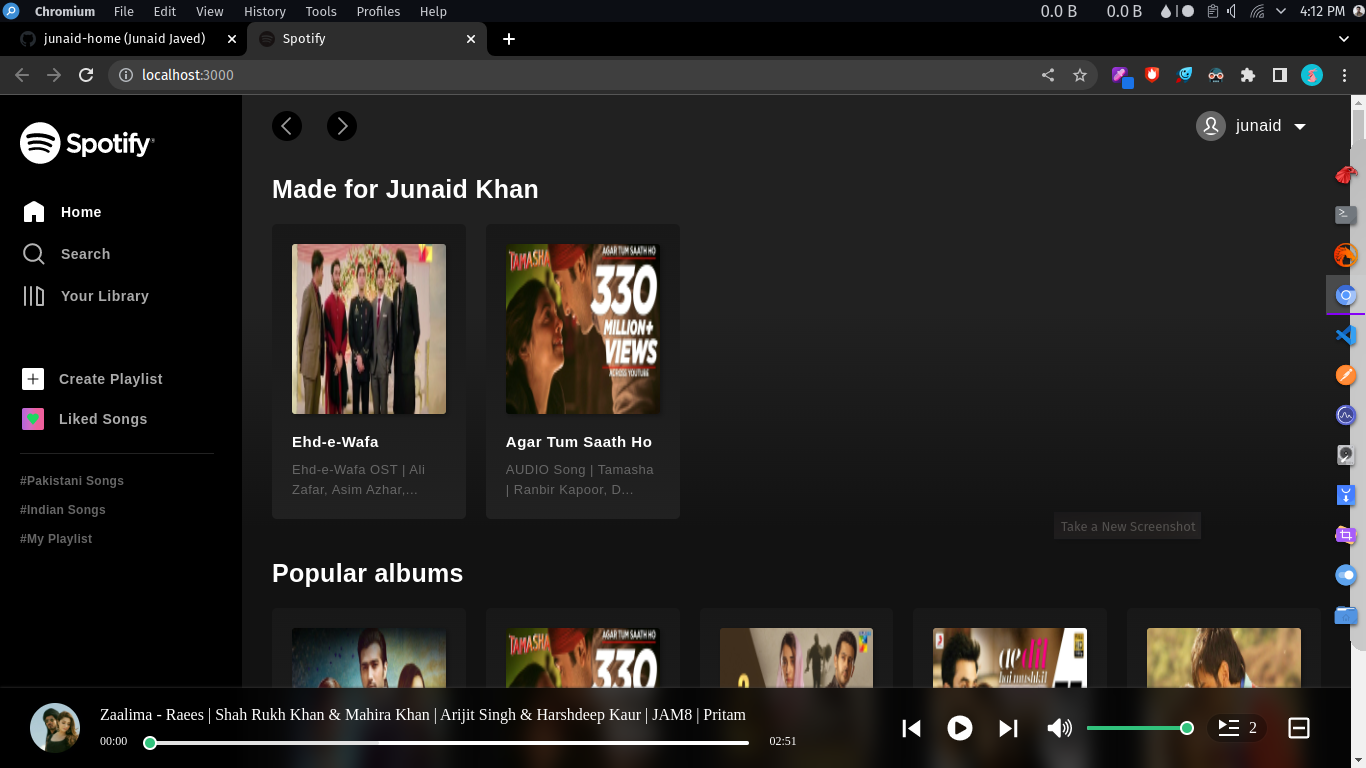 Chromium File Edit View History Tools Profiles Help 0.0 B 0.0 B 4:12 PM
junaid-home (Junaid Javed) Spotify
localhost:3000
Spotify
junaid
Made for Junaid Khan
Home
Search
Your Library
Create Playlist
Liked Songs
#Pakistani Songs
#Indian Songs
#My Playlist
AGAR TUM SAATH HO
TAMASHA
330
MILLION+
VIEWS
ACROSS YOUTUBE
Ehd-e-Wafa
Ehd-e-Wafa OST | Ali
Zafar, Asim Azhar,...
Agar Tum Saath Ho
AUDIO Song | Tamasha
| Ranbir Kapoor, D...
Take a New Screenshot
Popular albums
AGAR TUM SAATH HO
TAMASHA
330
ae dil
hai mushkil
Zaalima - Raees | Shah Rukh Khan & Mahira Khan | Arijit Singh & Harshdeep Kaur | JAM8 | Pritam
00:00 02:51
2